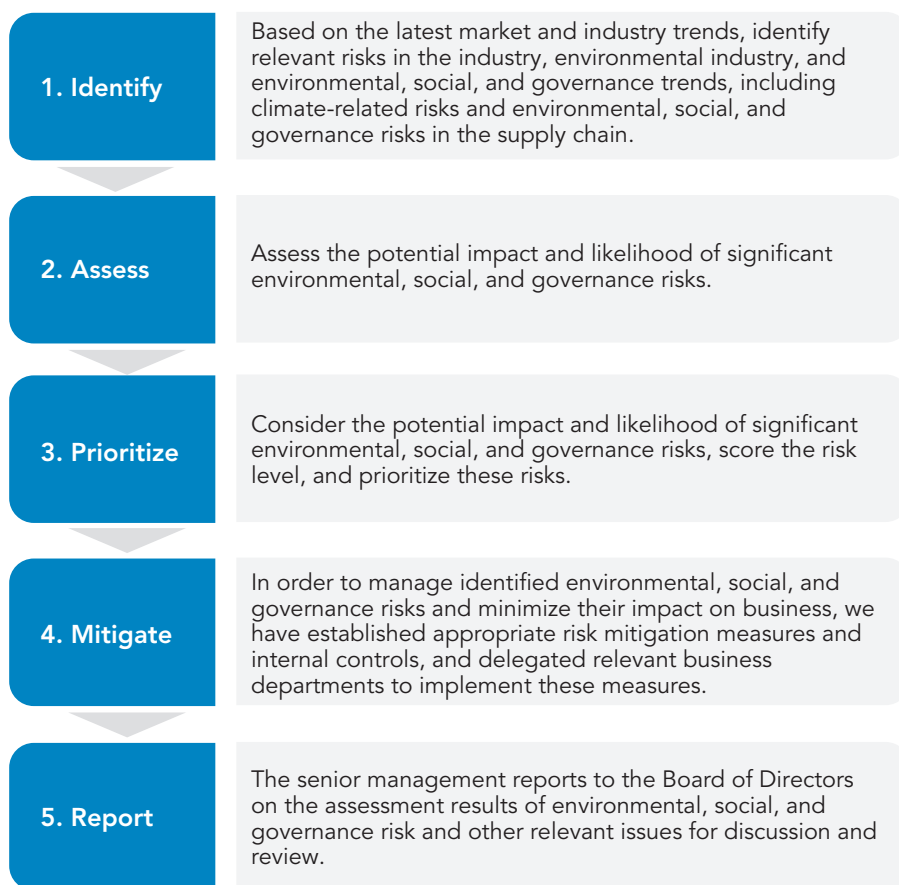 1. Identify
Based on the latest market and industry trends, identify
relevant risks in the industry, environmental industry, and
environmental, social, and governance trends, including
climate-related risks and environmental, social, and
governance risks in the supply chain.
2. Assess
Assess the potential impact and likelihood of significant
environmental, social, and governance risks.
3. Prioritize
Consider the potential impact and likelihood of significant
environmental, social, and governance risks, score the risk
level, and prioritize these risks.
4. Mitigate
In order to manage identified environmental, social, and
governance risks and minimize their impact on business, we
have established appropriate risk mitigation measures and
internal controls, and delegated relevant business
departments to implement these measures.
5. Report
The senior management reports to the Board of Directors
on the assessment results of environmental, social, and
governance risk and other relevant issues for discussion and
review.